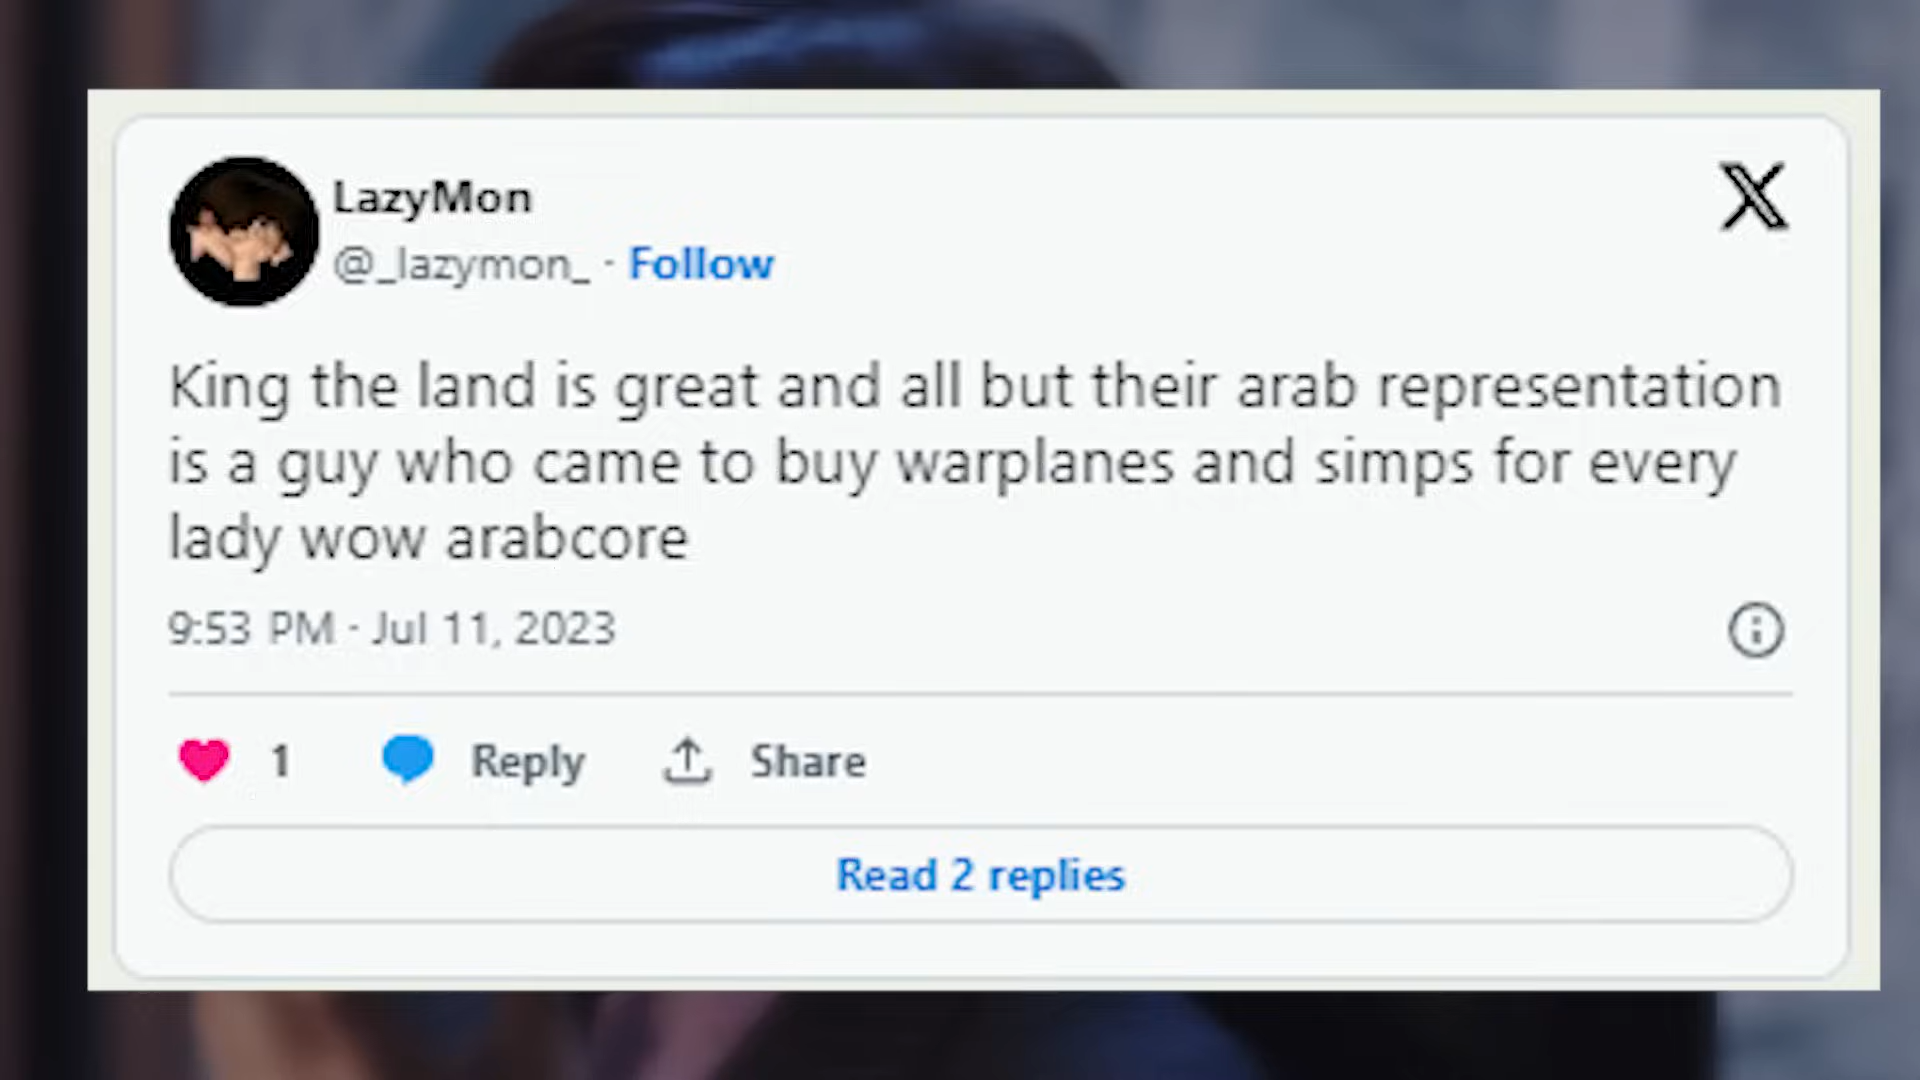 LazyMon
@_lazymon_ · Follow
King the land is great and all but their arab representation
is a guy who came to buy warplanes and simps for every
lady wow arabcore
9:53 PM · Jul 11, 2023
1 Reply Share
Read 2 replies